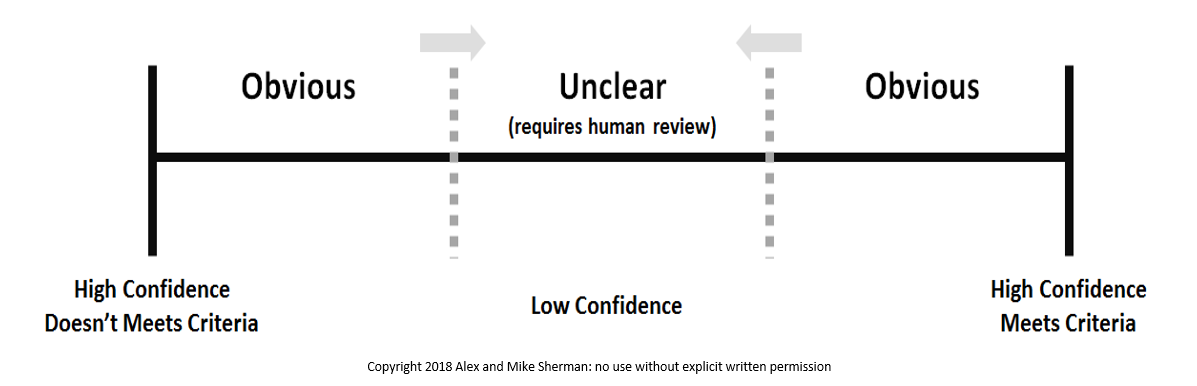 Obvious
Unclear
Obvious
(requires human review)
High Confidence
Doesn't Meets Criteria
Low Confidence
High Confidence
Meets Criteria
Copyright 2018 Alex and Mike Sherman: no use without explicit written permission